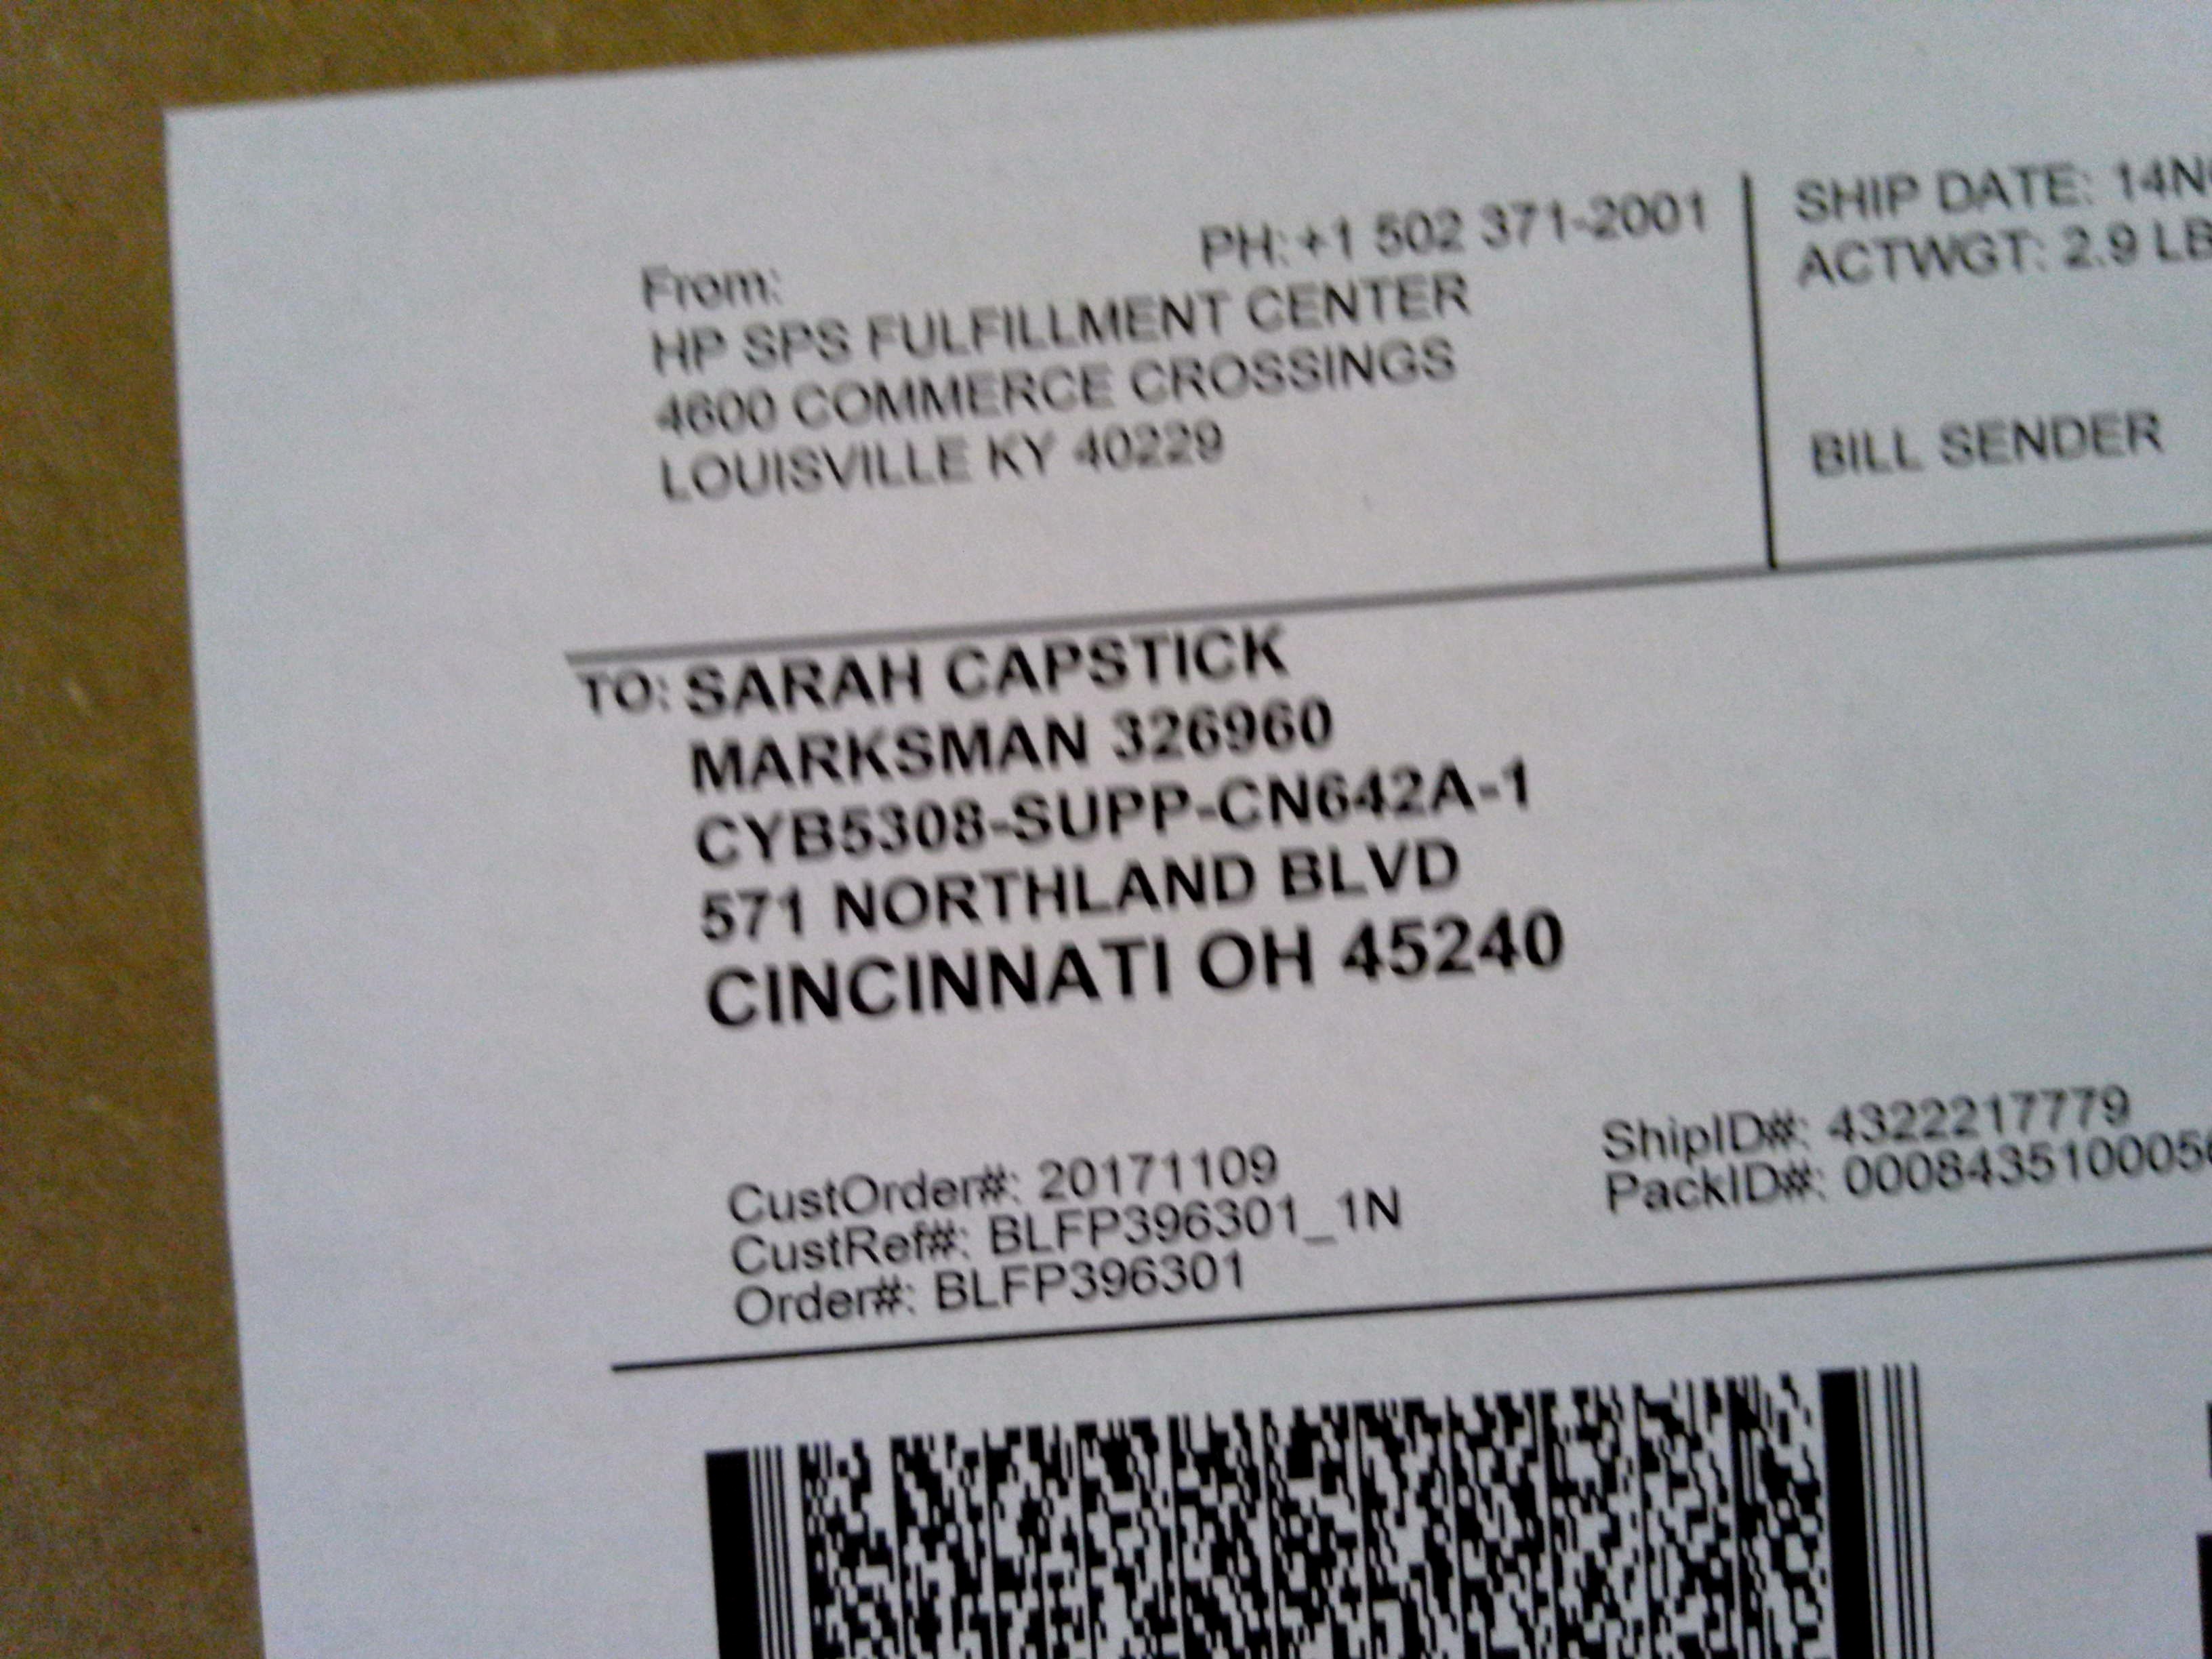 From:
PH: +1 502 371-2001
HP SPS FULFILLMENT CENTER
4600 COMMERCE CROSSINGS
LOUISVILLE KY 40229
SHIP DATE:
ACTWGT: 2.9 LB
BILL SENDER
TO: SARAH CAPSTICK
MARKSMAN 326960
CYB5308-SUPP-CN642A-1
571 NORTHLAND BLVD
CINCINNATI OH 45240
CustOrder#: 20171109
CustRef#: BLFP396301_1N
Order#: BLFP396301
ShipID#: 4322217779
PackID#: